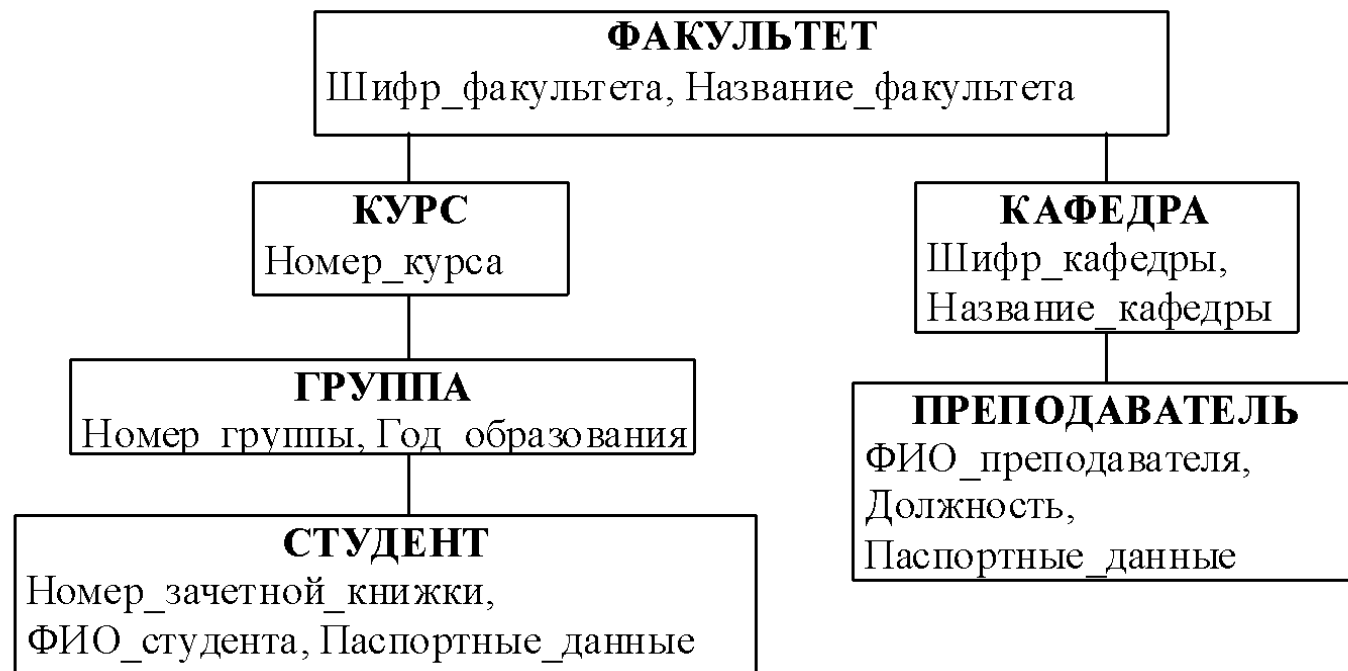 ФАКУЛЬТЕТ
Шифр_факультета, Название_факультета
КУРС
Номер_курса
КАФЕДРА
Шифр_кафедры,
Название_кафедры
ГРУППА
Номер_группы, Год_образования
ПРЕПОДАВАТЕЛЬ
ФИО_преподавателя,
Должность,
Паспортные_данные
СТУДЕНТ
Номер_зачетной_книжки,
ФИО_студента, Паспортные_данные